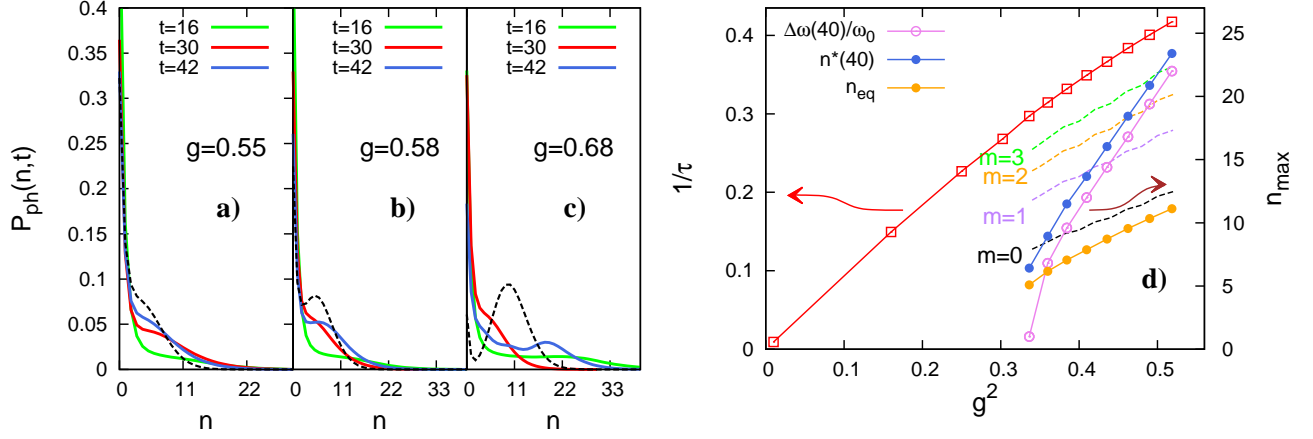 P_ph(n,t)
0.4
0.35
0.3
0.25
0.2
0.15
0.1
0.05
0
t=16
t=30
t=42
g=0.55
a)
0 11 22
n
t=16
t=30
t=42
g=0.58
b)
0 11 22 33
n
t=16
t=30
t=42
g=0.68
c)
0 11 22 33
n
1/τ
0.4
0.3
0.2
0.1
0
Δω(40)/ω_0
n*(40)
n_eq
m=3
m=2
m=1
m=0
d)
0 0.1 0.2 0.3 0.4 0.5
g^2
25
20
15
10
5
0
n_max